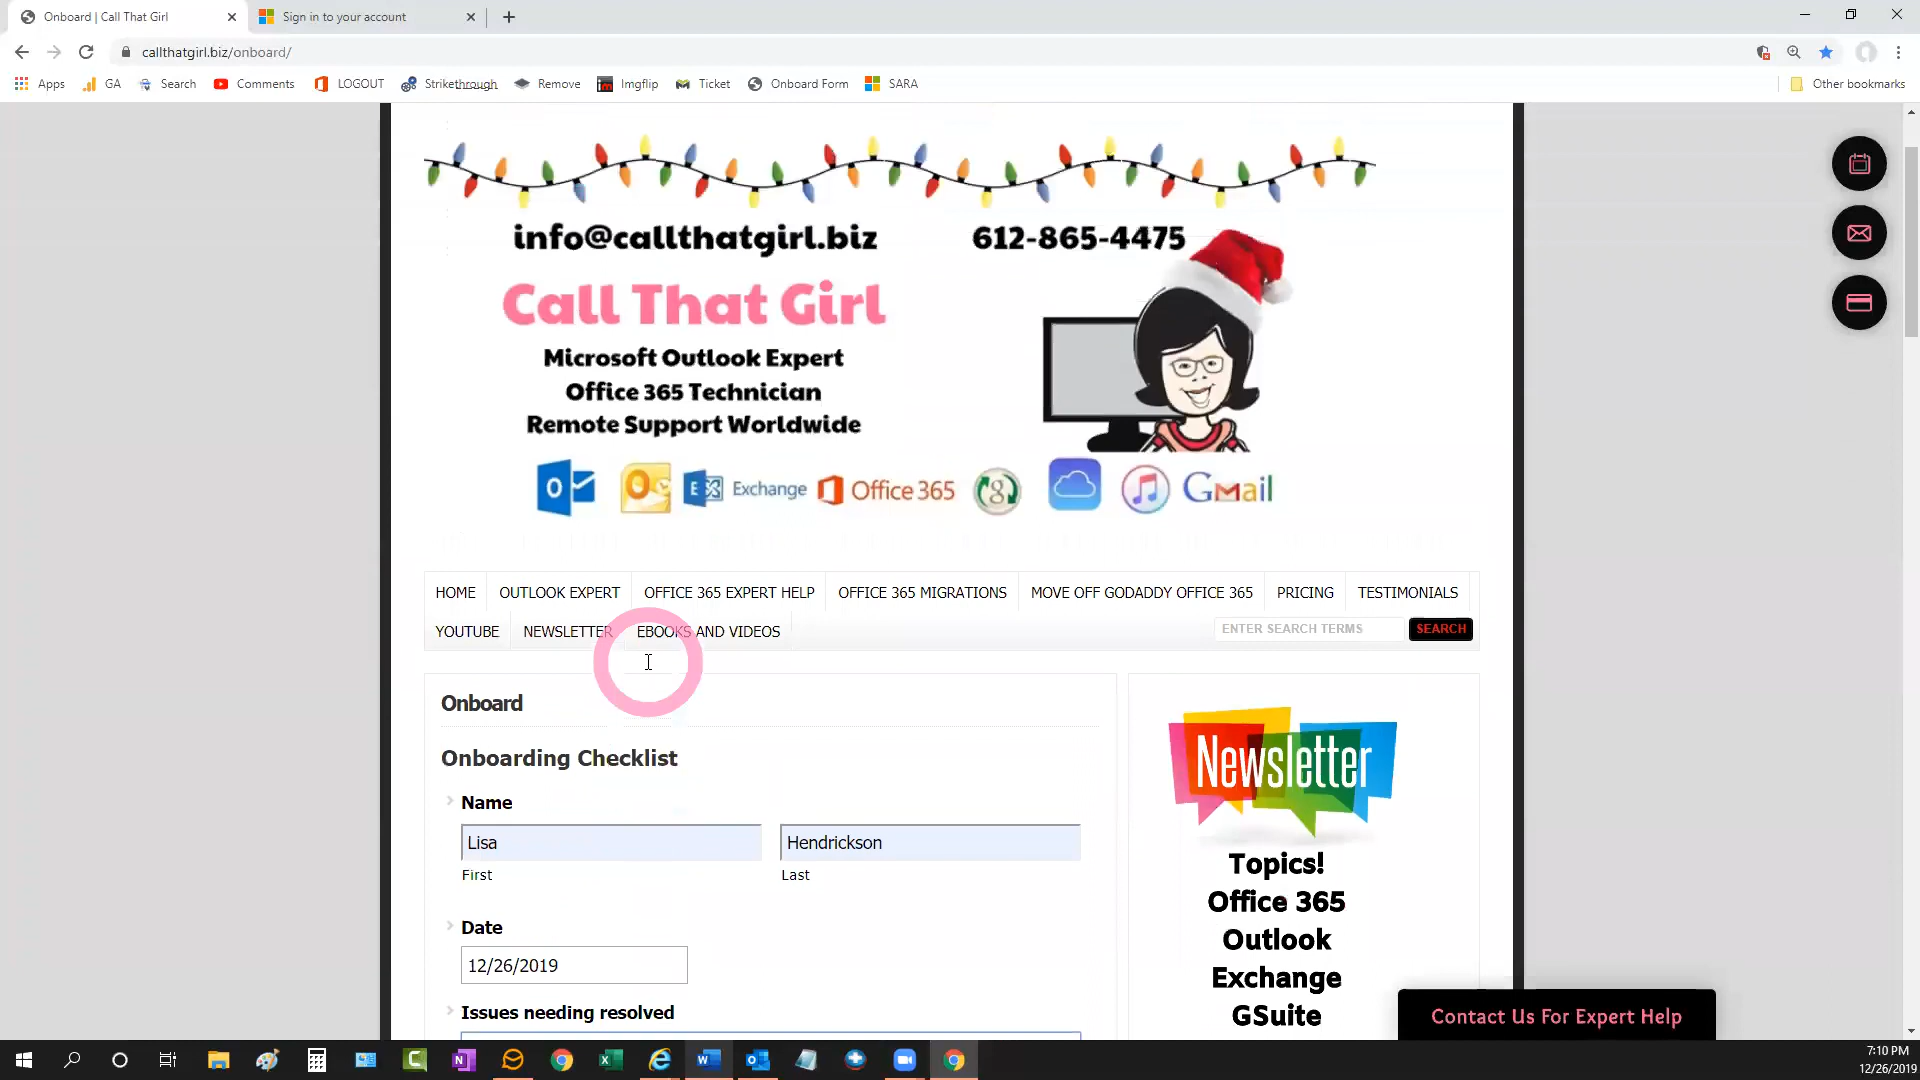 Onboard | Call That Girl
Sign in to your account
callthatgirl.biz/onboard/
Apps
GA
Search
Comments
LOGOUT
Strikethrough
Remove
Imgflip
Ticket
Onboard Form
SARA
Other bookmarks
info@callthatgirl.biz
612-865-4475
Call That Girl
Microsoft Outlook Expert
Office 365 Technician
Remote Support Worldwide
Exchange
Office 365
Gmail
HOME
OUTLOOK EXPERT
OFFICE 365 EXPERT HELP
OFFICE 365 MIGRATIONS
MOVE OFF GODADDY OFFICE 365
PRICING
TESTIMONIALS
YOUTUBE
NEWSLETTER
EBOOKS AND VIDEOS
ENTER SEARCH TERMS
SEARCH
Onboard
Onboarding Checklist
Name
Lisa
Hendrickson
First
Last
Date
12/26/2019
Issues needing resolved
Newsletter
Topics!
Office 365
Outlook
Exchange
GSuite
Contact Us For Expert Help
7:10 PM
12/26/2019